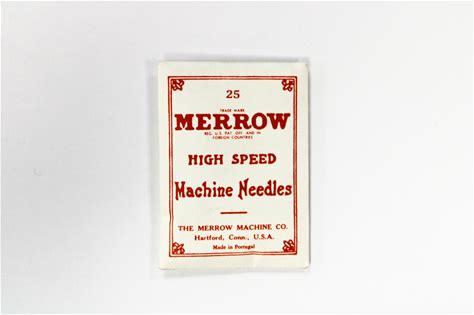 25
TRADE MARK
MERROW
REG. U.S. PAT. OFF. AND IN
FOREIGN COUNTRIES
HIGH SPEED
Machine Needles
THE MERROW MACHINE CO.
Hartford, Conn., U.S.A.
Made in Portugal